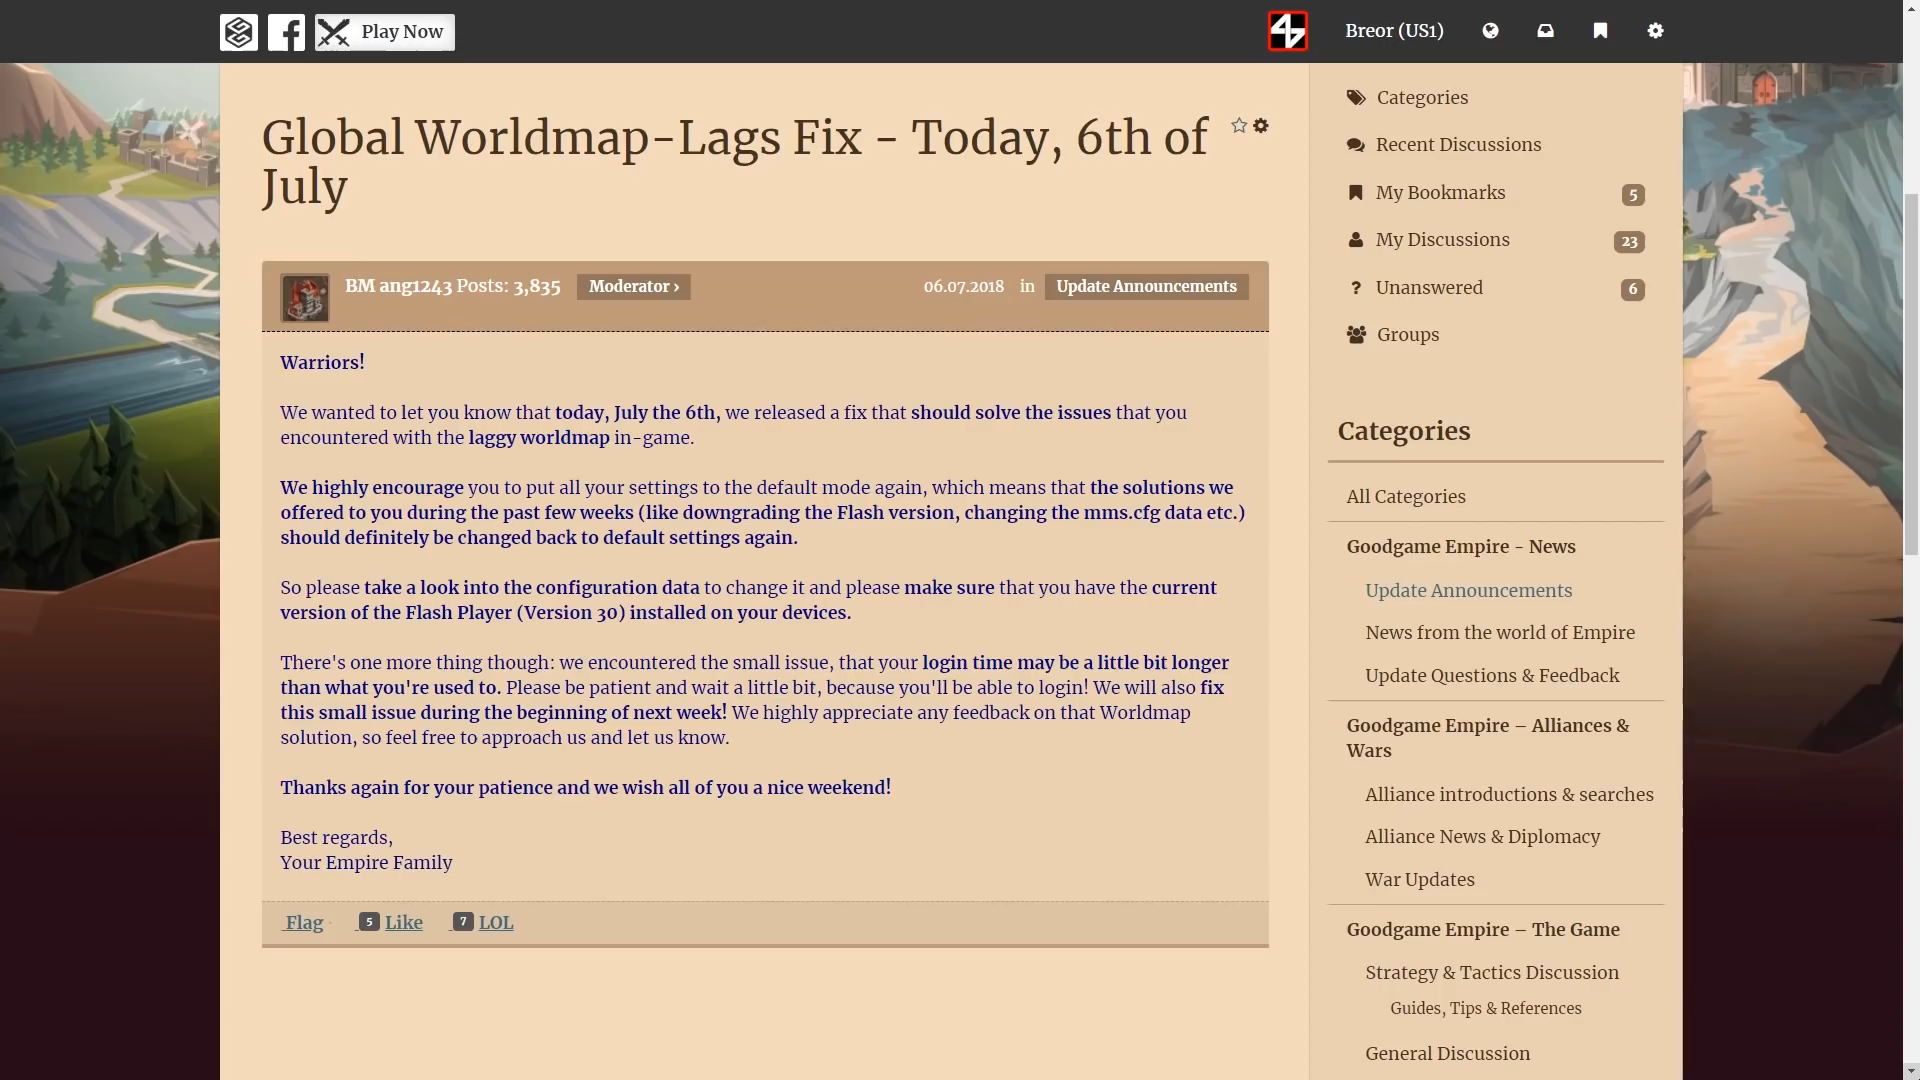 Play Now
Breor (US1)
Global Worldmap-Lags Fix - Today, 6th of
July
BM ang1243 Posts: 3,835 Moderator ›
06.07.2018 in Update Announcements
Warriors!
We wanted to let you know that today, July the 6th, we released a fix that should solve the issues that you
encountered with the laggy worldmap in-game.
We highly encourage you to put all your settings to the default mode again, which means that the solutions we
offered to you during the past few weeks (like downgrading the Flash version, changing the mms.cfg data etc.)
should definitely be changed back to default settings again.
So please take a look into the configuration data to change it and please make sure that you have the current
version of the Flash Player (Version 30) installed on your devices.
There's one more thing though: we encountered the small issue, that your login time may be a little bit longer
than what you're used to. Please be patient and wait a little bit, because you'll be able to login! We will also fix
this small issue during the beginning of next week! We highly appreciate any feedback on that Worldmap
solution, so feel free to approach us and let us know.
Thanks again for your patience and we wish all of you a nice weekend!
Best regards,
Your Empire Family
Flag 5 Like 7 LOL
Categories
Recent Discussions
My Bookmarks 5
My Discussions 23
? Unanswered 6
Groups
Categories
All Categories
Goodgame Empire - News
Update Announcements
News from the world of Empire
Update Questions & Feedback
Goodgame Empire – Alliances &
Wars
Alliance introductions & searches
Alliance News & Diplomacy
War Updates
Goodgame Empire – The Game
Strategy & Tactics Discussion
Guides, Tips & References
General Discussion